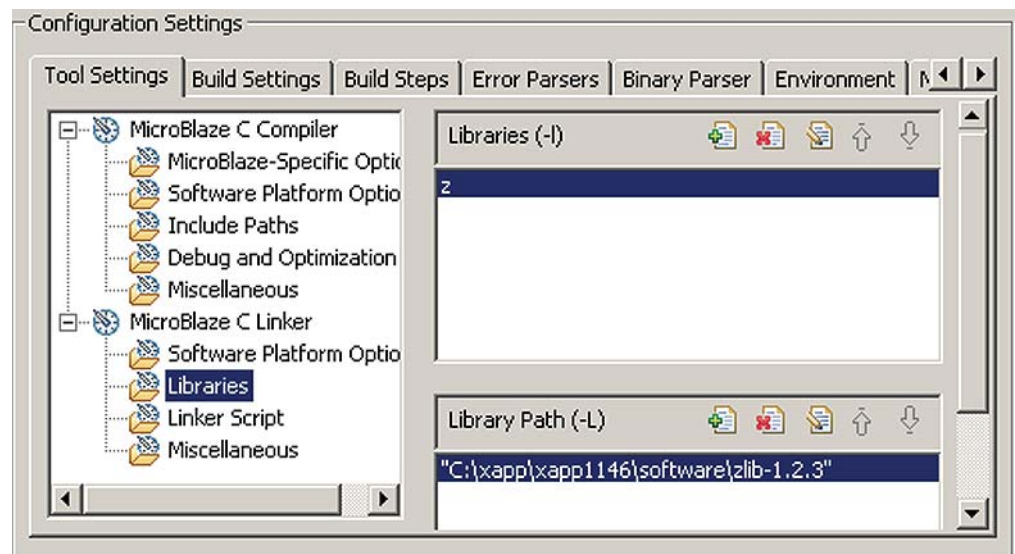 Configuration Settings
Tool Settings
Build Settings
Build Steps
Error Parsers
Binary Parser
Environment
MicroBlaze C Compiler
MicroBlaze-Specific Optio
Software Platform Optio
Include Paths
Debug and Optimization
Miscellaneous
MicroBlaze C Linker
Software Platform Optio
Libraries
Linker Script
Miscellaneous
Libraries (-l)
z
Library Path (-L)
"C:\xapp\xapp1146\software\zlib-1.2.3"